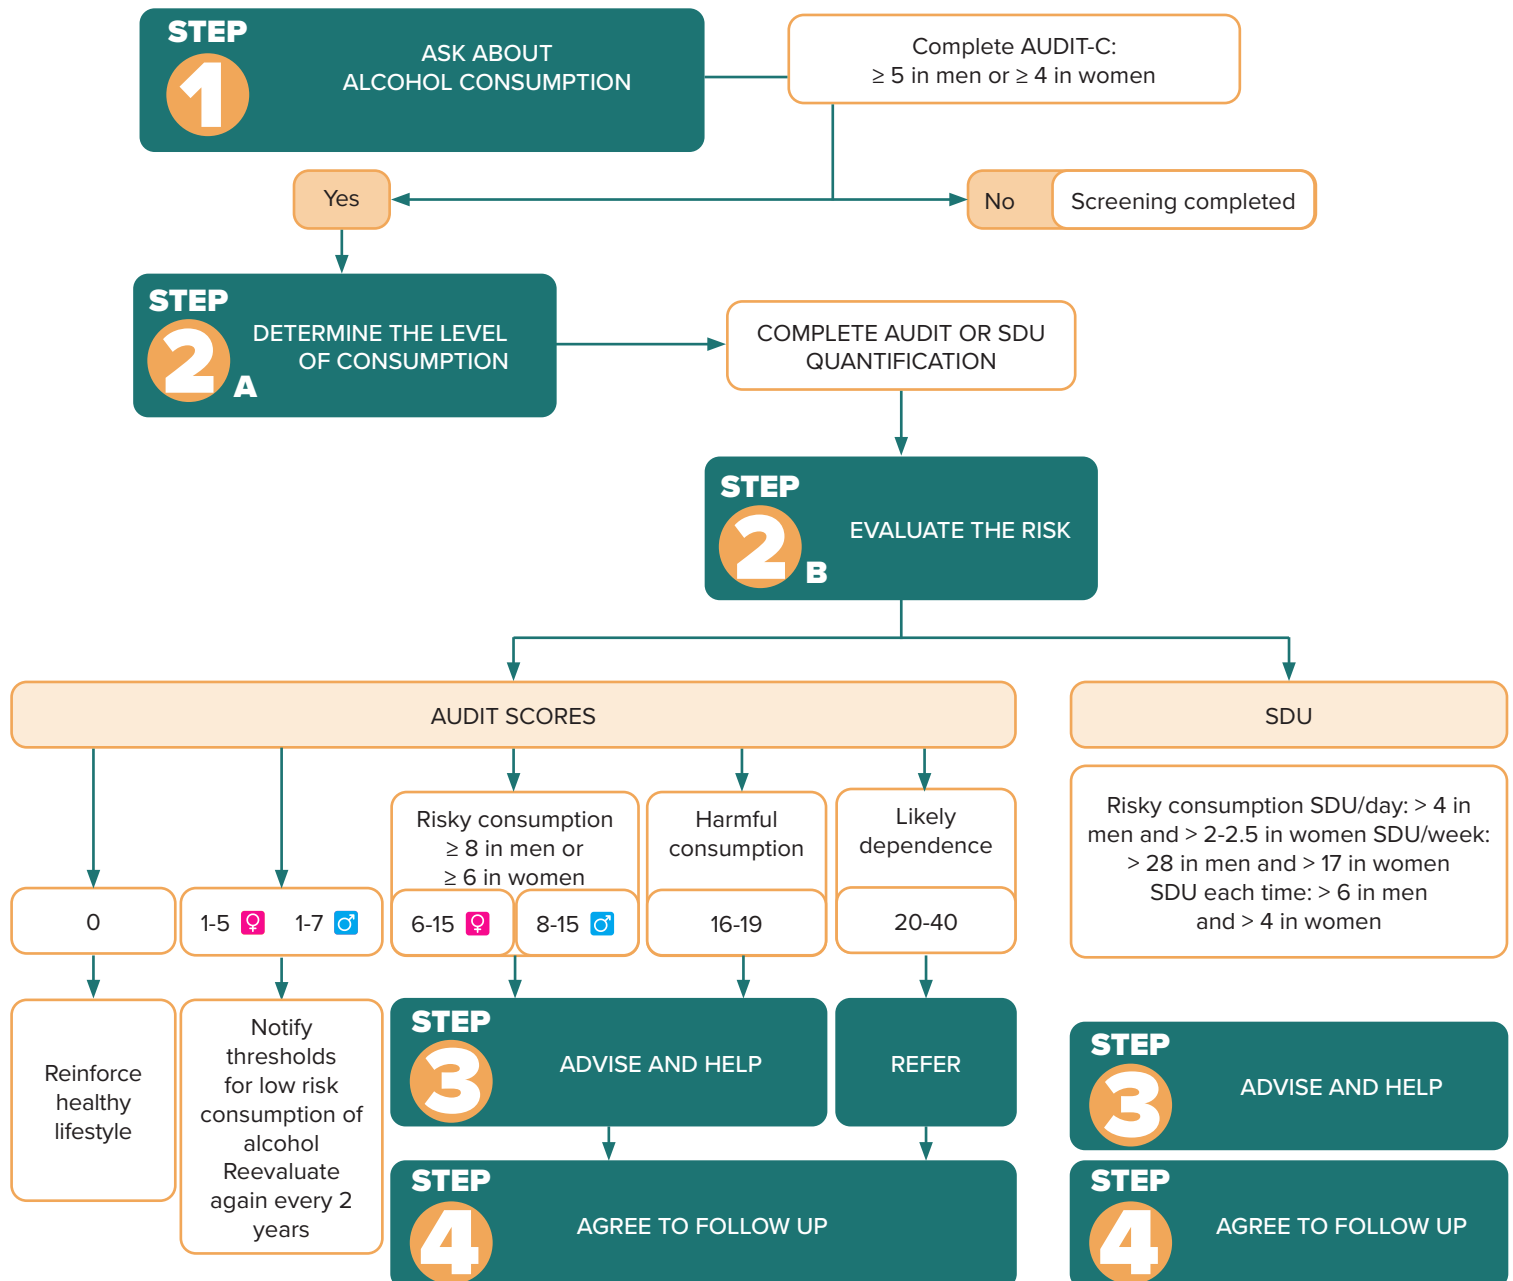 STEP
1
ASK ABOUT
ALCOHOL CONSUMPTION
Complete AUDIT-C:
≥ 5 in men or ≥ 4 in women
Yes
No
Screening completed
STEP
2 A
DETERMINE THE LEVEL
OF CONSUMPTION
COMPLETE AUDIT OR SDU
QUANTIFICATION
STEP
2 B
EVALUATE THE RISK
AUDIT SCORES
SDU
0
1-5 ♀ 1-7 ♂
Risky consumption
≥ 8 in men or
≥ 6 in women
6-15 ♀
8-15 ♂
Harmful
consumption
16-19
Likely
dependence
20-40
Risky consumption SDU/day: > 4 in
men and > 2-2.5 in women SDU/week:
> 28 in men and > 17 in women
SDU each time: > 6 in men
and > 4 in women
Reinforce
healthy
lifestyle
Notify
thresholds
for low risk
consumption of
alcohol
Reevaluate
again every 2
years
STEP
3
ADVISE AND HELP
REFER
STEP
4
AGREE TO FOLLOW UP
STEP
3
ADVISE AND HELP
STEP
4
AGREE TO FOLLOW UP